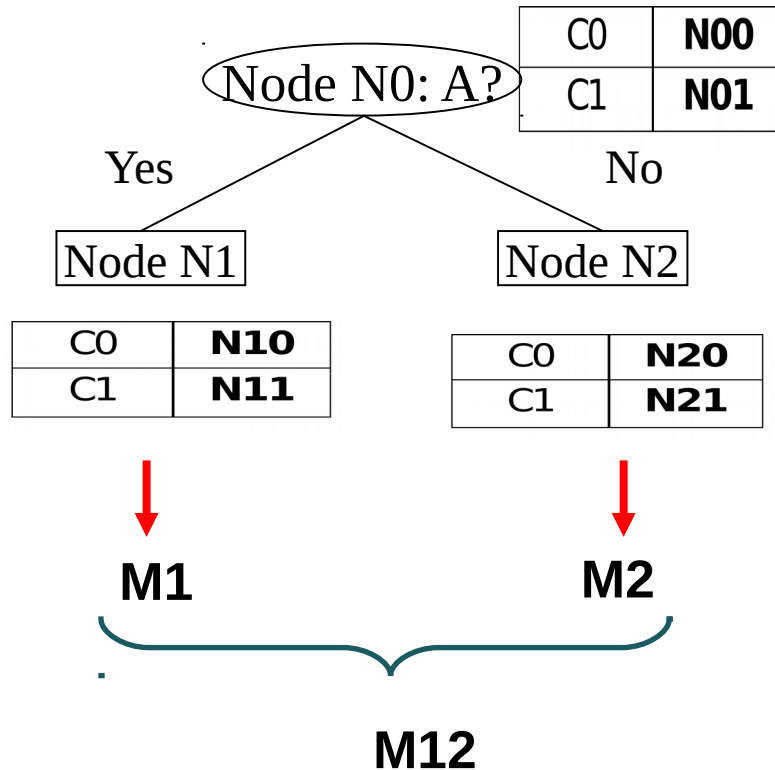 C0 N00
Node N0: A?
C1 N01
Yes No
Node N1 Node N2
C0 N10
C1 N11
C0 N20
C1 N21
M1 M2
M12